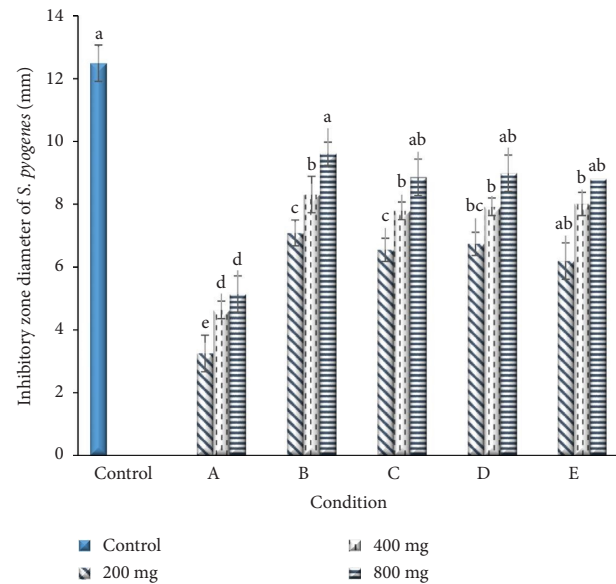 Inhibitory zone diameter of S. pyogenes (mm)
14
12
10
8
6
4
2
0
a
e
d
d
c
b
a
c
b
ab
bc
b
ab
ab
b
ab
Control
A
B
C
D
E
Condition
Control
400 mg
200 mg
800 mg